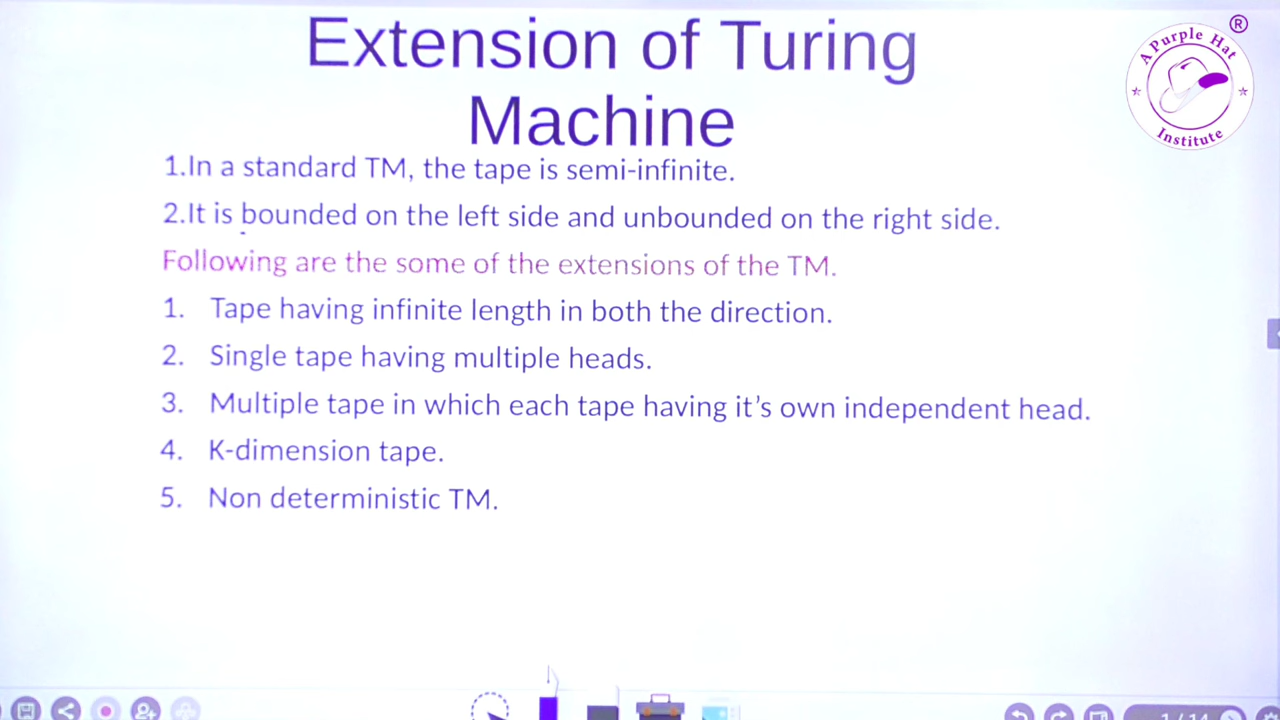 Extension of Turing
Machine
®
A Purple Hat
Institute
1.In a standard TM, the tape is semi-infinite.
2.It is bounded on the left side and unbounded on the right side.
Following are the some of the extensions of the TM.
1. Tape having infinite length in both the direction.
2. Single tape having multiple heads.
3. Multiple tape in which each tape having it’s own independent head.
4. K-dimension tape.
5. Non deterministic TM.